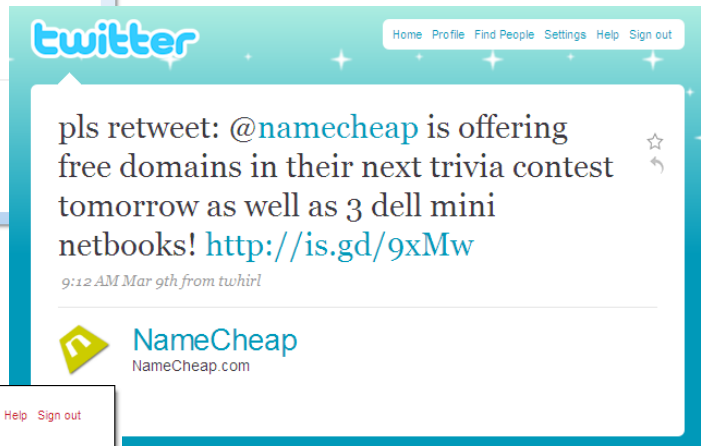 twitter
Home Profile Find People Settings Help Sign out
pls retweet: @namecheap is offering
free domains in their next trivia contest
tomorrow as well as 3 dell mini
netbooks! http://is.gd/9xMw
9:12 AM Mar 9th from twhirl
n
NameCheap
NameCheap.com
Help Sign out